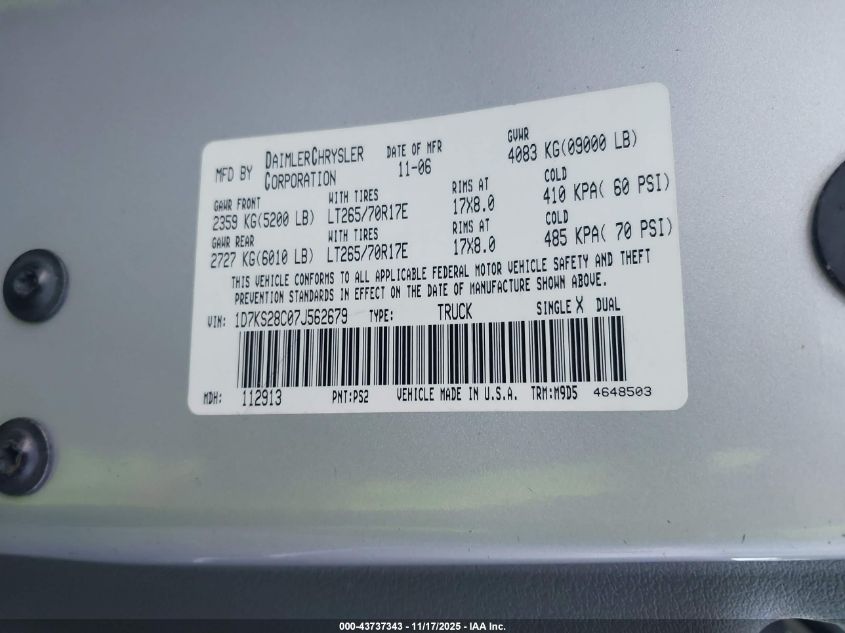 MFD BY DAIMLERCHRYSLER CORPORATION DATE OF MFR 11-06 GVWR 4083 KG(09000 LB)
GAWR FRONT WITH TIRES RIMS AT COLD
2359 KG(5200 LB) LT265/70R17E 17X8.0 410 KPA( 60 PSI)
GAWR REAR WITH TIRES RIMS AT COLD
2727 KG(6010 LB) LT265/70R17E 17X8.0 485 KPA( 70 PSI)
THIS VEHICLE CONFORMS TO ALL APPLICABLE FEDERAL MOTOR VEHICLE SAFETY AND THEFT
PREVENTION STANDARDS IN EFFECT ON THE DATE OF MANUFACTURE SHOWN ABOVE.
VIN: 1D7KS28C07J562679 TYPE: TRUCK SINGLE X DUAL
MDH: 112913 PNT:PS2 VEHICLE MADE IN U.S.A. TRM:M9D5 4648503
000-43737343 - 11/17/2025 - IAA Inc.